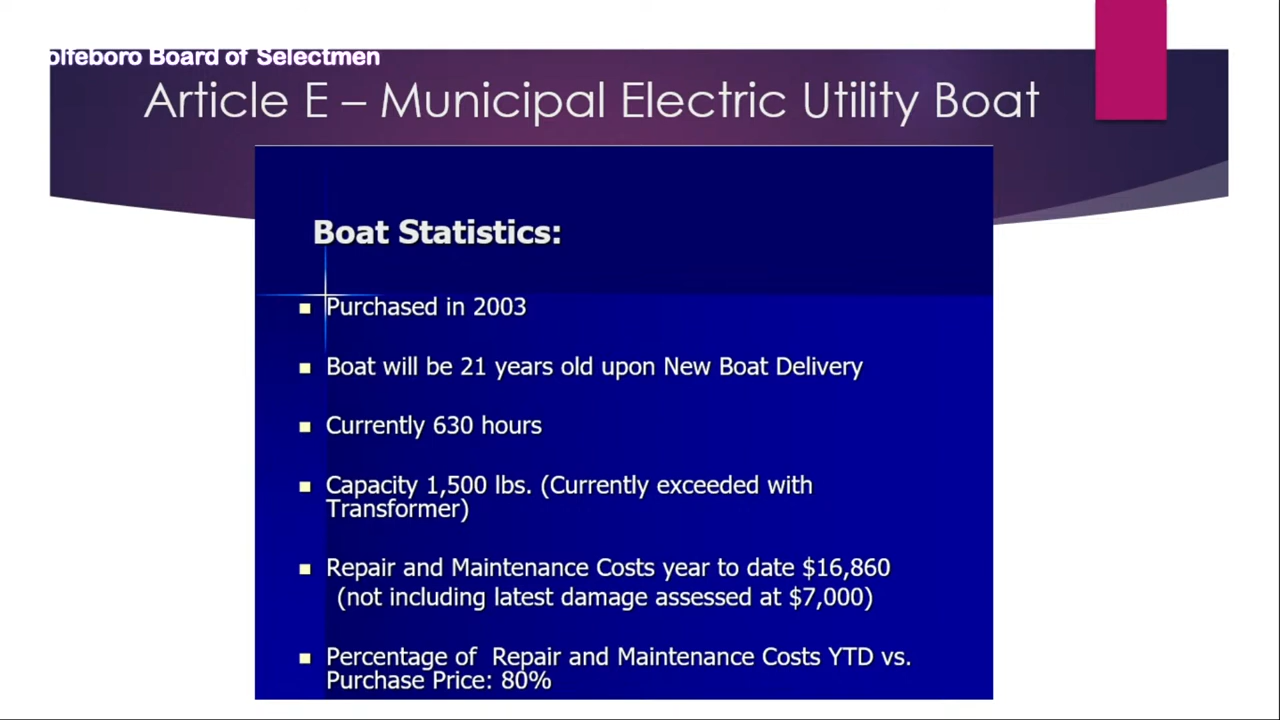 olfeboro Board of Selectmen
Article E – Municipal Electric Utility Boat
Boat Statistics:
Purchased in 2003
Boat will be 21 years old upon New Boat Delivery
Currently 630 hours
Capacity 1,500 lbs. (Currently exceeded with
Transformer)
Repair and Maintenance Costs year to date $16,860
(not including latest damage assessed at $7,000)
Percentage of Repair and Maintenance Costs YTD vs.
Purchase Price: 80%